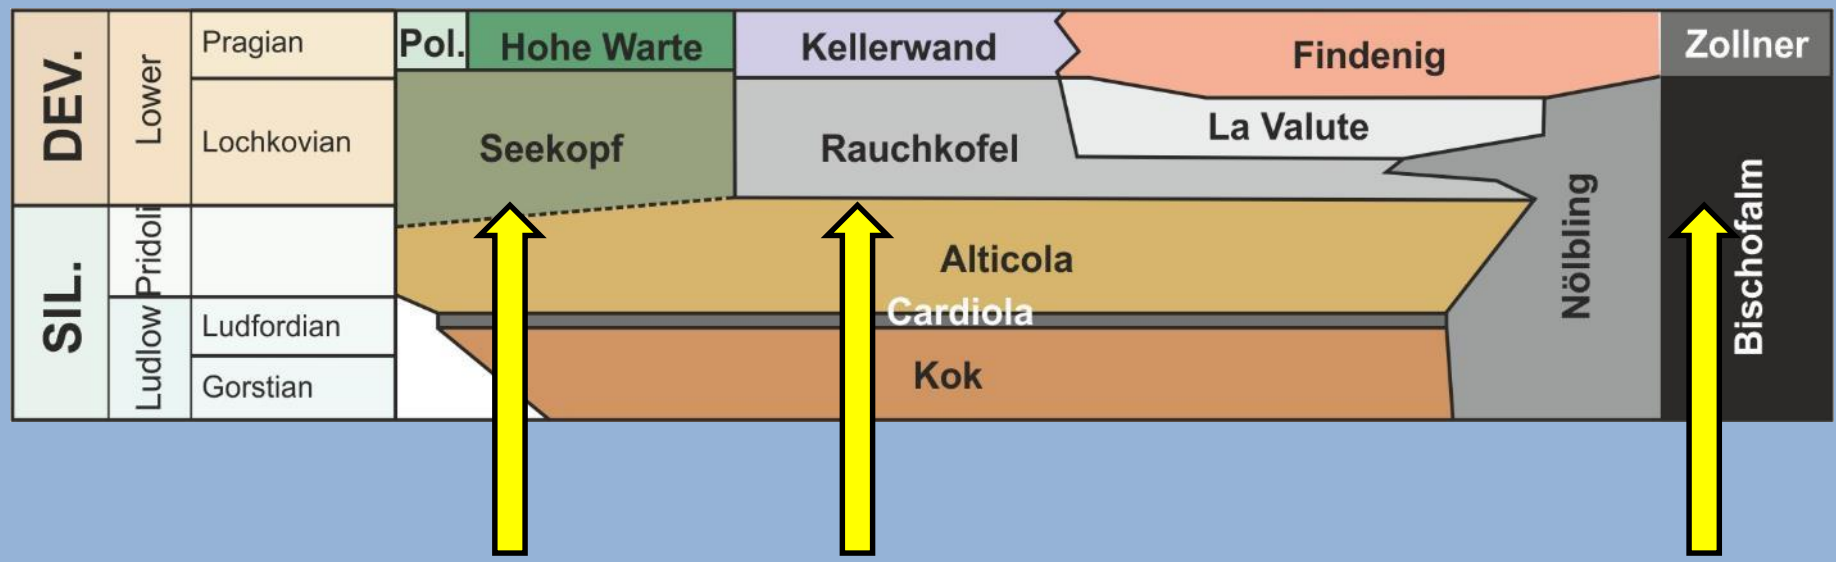 DEV.
Lower
Pragian
Lochkovian
SIL.
Pridoli
Ludlow
Ludfordian
Gorstian
Pol.
Hohe Warte
Kellerwand
Findenig
Zollner
Seekopf
Rauchkofel
La Valute
Alticola
Cardiola
Kok
Nölbling
Bischofalm